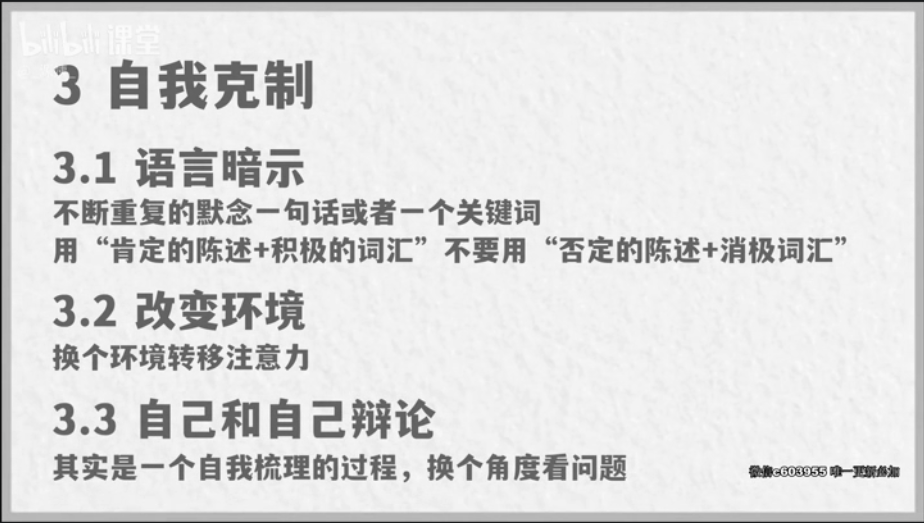 bilibili课堂
3 自我克制
3.1 语言暗示
不断重复的默念一句话或者一个关键词
用“肯定的陈述+积极的词汇”不要用“否定的陈述+消极词汇”
3.2 改变环境
换个环境转移注意力
3.3 自己和自己辩论
其实是一个自我梳理的过程，换个角度看问题
微信c603955 唯一更新